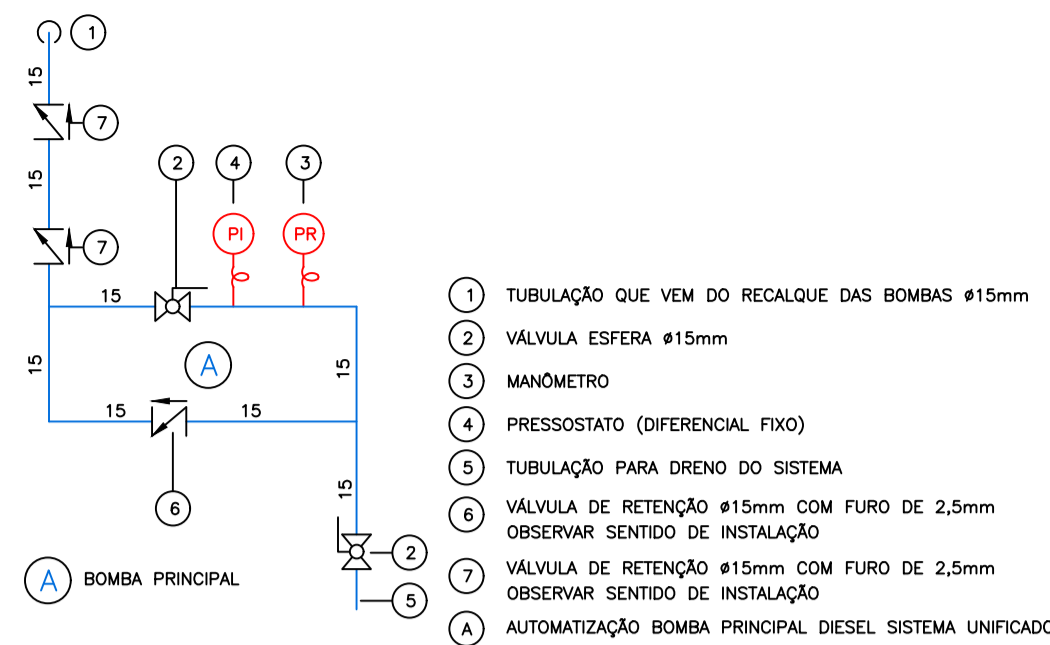 1
15
7
15
2
4
3
7
PI
PR
15
15
A
15
15
15
15
6
2
5
A BOMBA PRINCIPAL
1 TUBULAÇÃO QUE VEM DO RECALQUE DAS BOMBAS ø15mm
2 VÁLVULA ESFERA ø15mm
3 MANÔMETRO
4 PRESSOSTATO (DIFERENCIAL FIXO)
5 TUBULAÇÃO PARA DRENO DO SISTEMA
6 VÁLVULA DE RETENÇÃO ø15mm COM FURO DE 2,5mm
OBSERVAR SENTIDO DE INSTALAÇÃO
7 VÁLVULA DE RETENÇÃO ø15mm COM FURO DE 2,5mm
OBSERVAR SENTIDO DE INSTALAÇÃO
A AUTOMATIZAÇÃO BOMBA PRINCIPAL DIESEL SISTEMA UNIFICADO